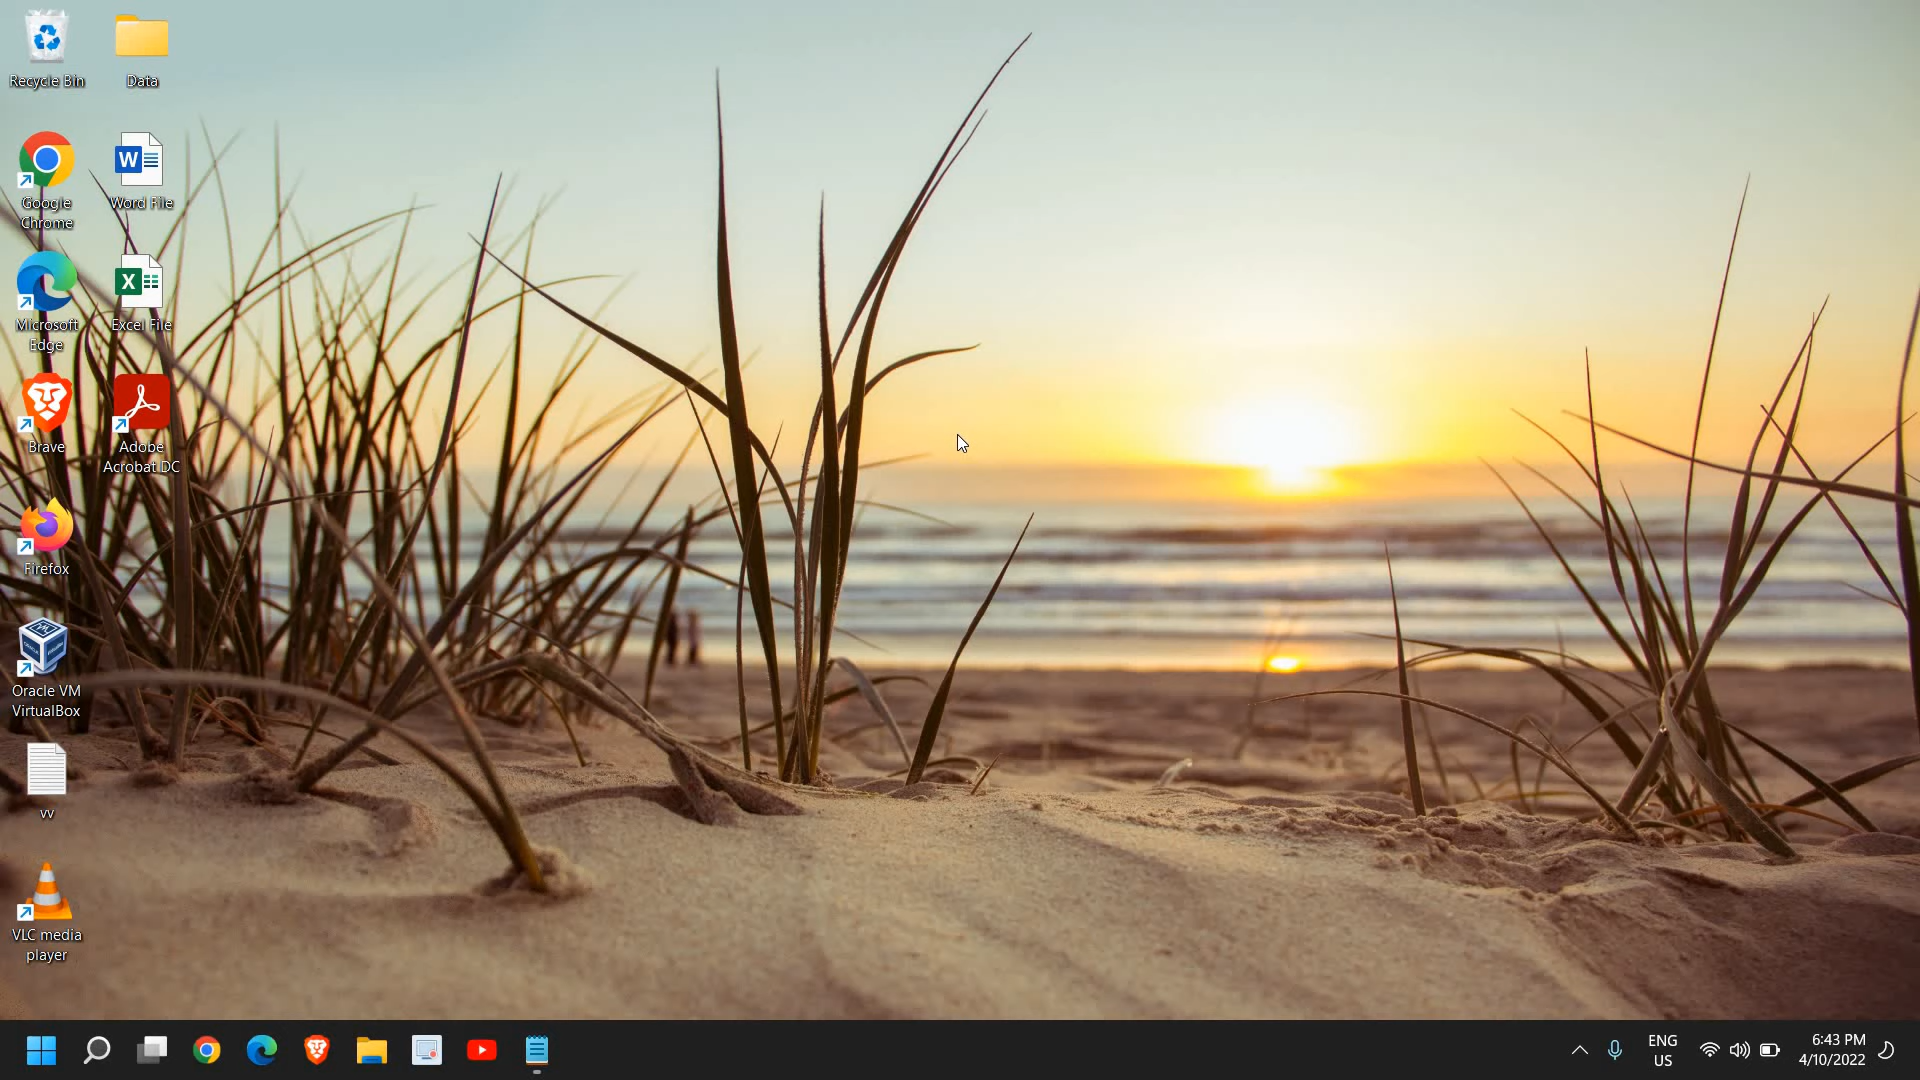 Recycle Bin
Data
Google
Chrome
Word File
Microsoft
Edge
Excel File
Brave
Adobe
Acrobat DC
Firefox
Oracle VM
VirtualBox
vv
VLC media
player
ENG
US
6:43 PM
4/10/2022